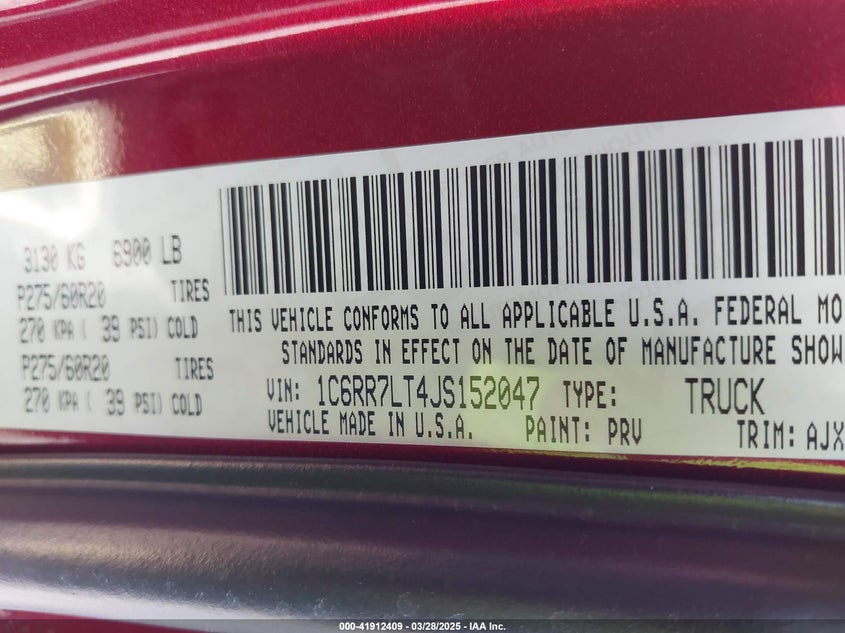 3130 KG 6900 LB
P275/60R20 TIRES
270 KPA ( 39 PSI) COLD
P275/60R20 TIRES
270 KPA ( 39 PSI) COLD
THIS VEHICLE CONFORMS TO ALL APPLICABLE U.S.A. FEDERAL MO
STANDARDS IN EFFECT ON THE DATE OF MANUFACTURE SHOW
VIN: 1C6RR7LT4JS152047 TYPE: TRUCK
VEHICLE MADE IN U.S.A. PAINT: PRV TRIM: AJX
000-41912409 | 03/28/2025 - IAA Inc.